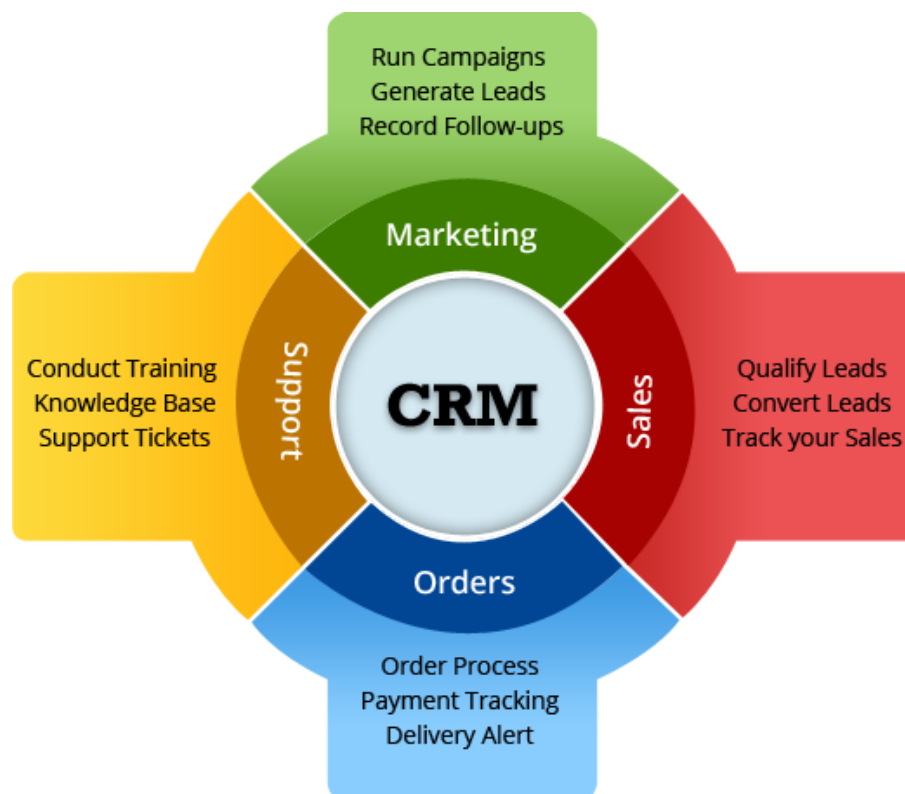 Run Campaigns
Generate Leads
Record Follow-ups
Marketing
Conduct Training
Knowledge Base
Support Tickets
Support
CRM
Sales
Qualify Leads
Convert Leads
Track your Sales
Orders
Order Process
Payment Tracking
Delivery Alert